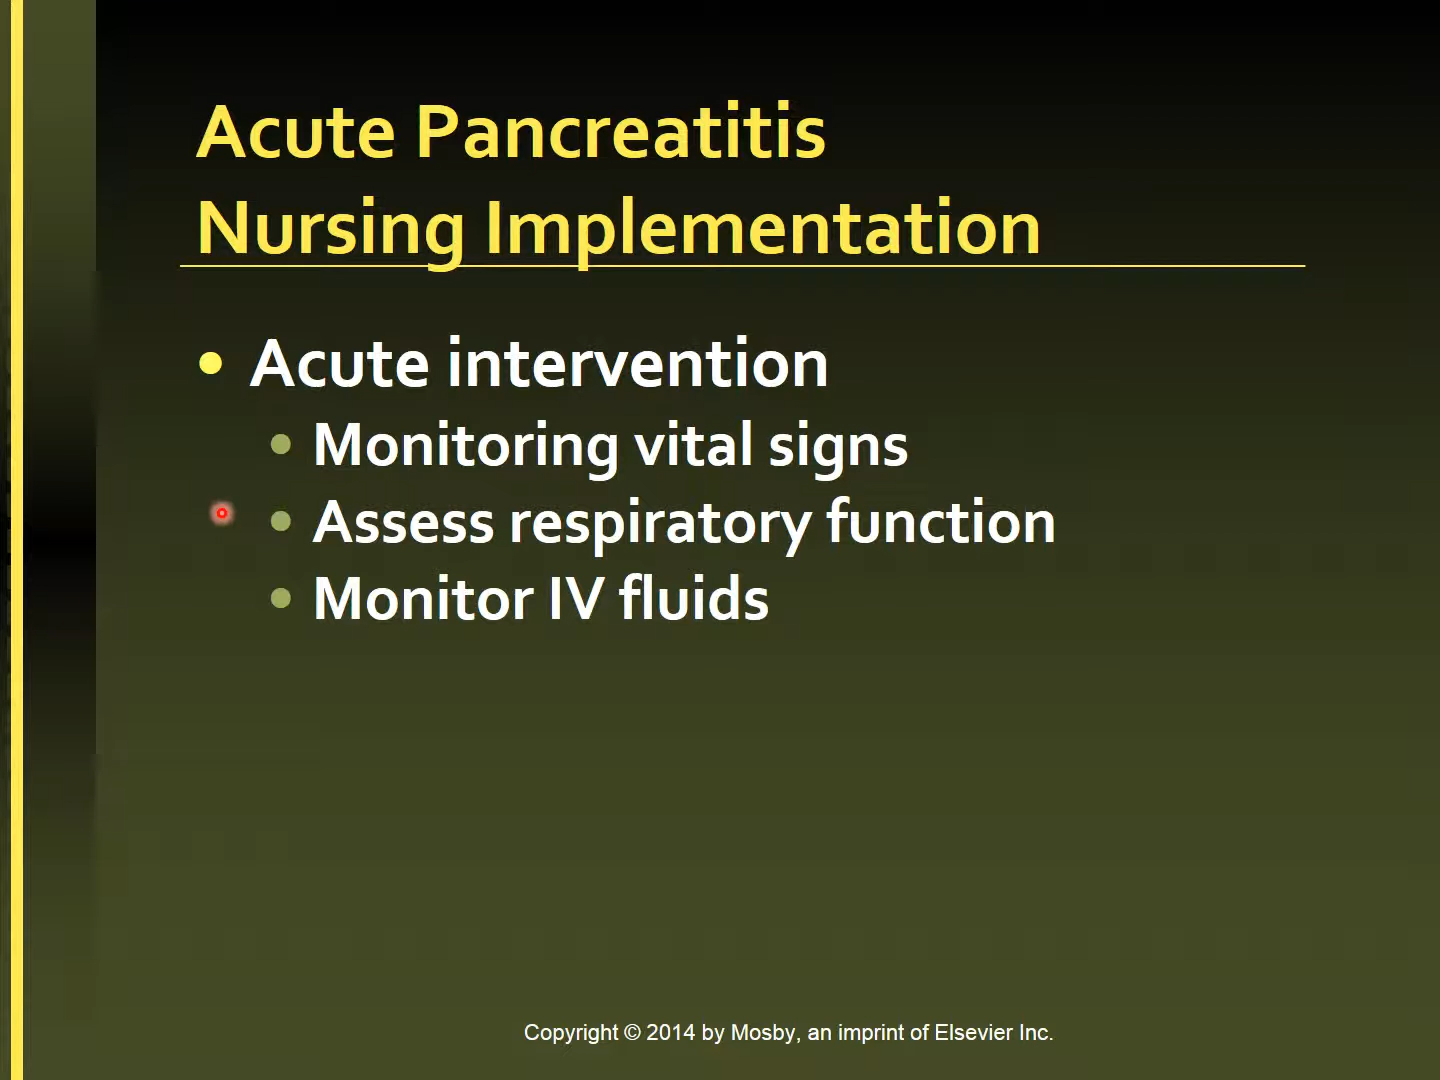 Acute Pancreatitis
Nursing Implementation
• Acute intervention
• Monitoring vital signs
• Assess respiratory function
• Monitor IV fluids
Copyright © 2014 by Mosby, an imprint of Elsevier Inc.